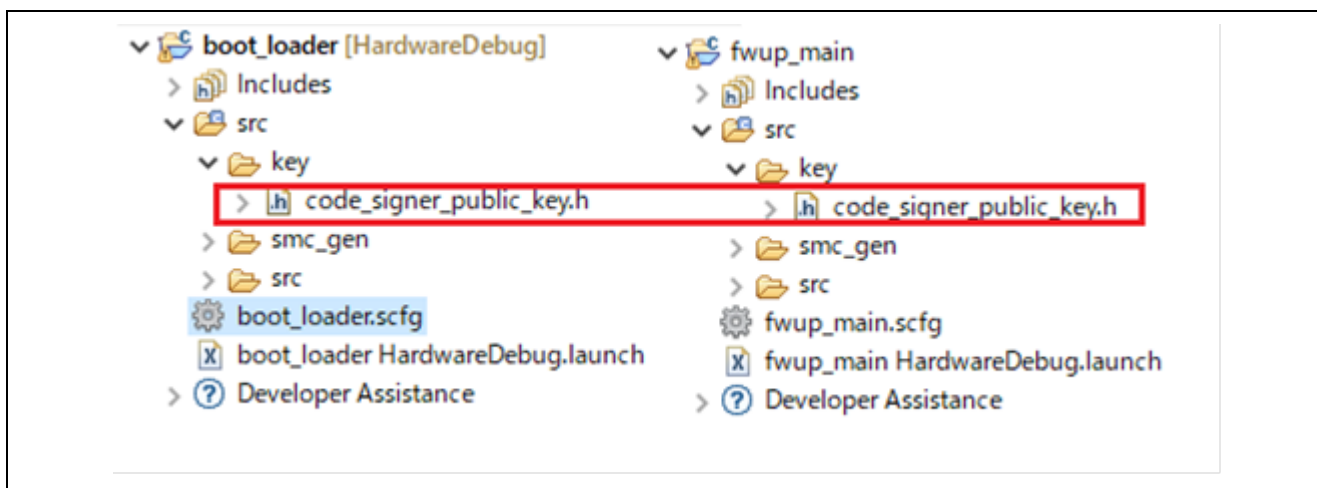 boot_loader [HardwareDebug]
Includes
src
key
code_signer_public_key.h
smc_gen
src
boot_loader.scfg
boot_loader HardwareDebug.launch
Developer Assistance
fwup_main
Includes
src
key
code_signer_public_key.h
smc_gen
src
fwup_main.scfg
fwup_main HardwareDebug.launch
Developer Assistance